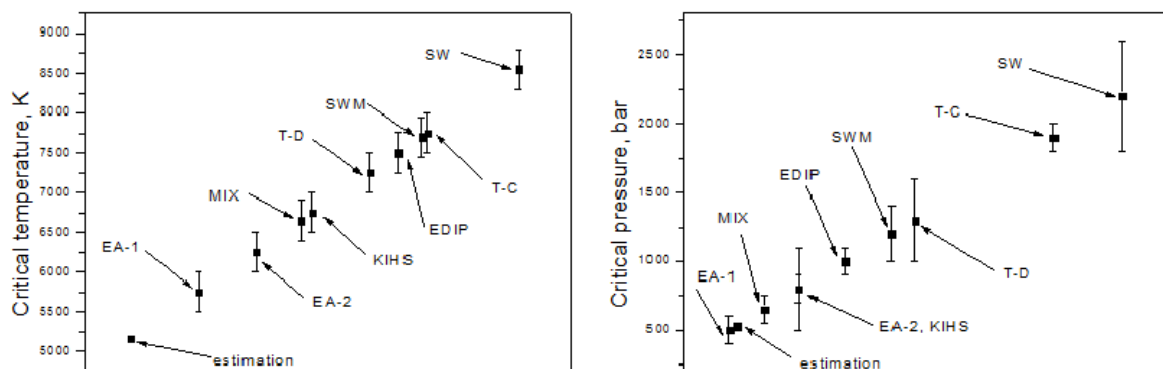 Critical temperature, K
9000
8500
8000
7500
7000
6500
6000
5500
5000
SW
SWM
T-D
T-C
MIX
EDIP
KIHS
EA-1
EA-2
estimation
Critical pressure, bar
2500
2000
1500
1000
500
SW
T-C
SWM
EDIP
MIX
T-D
EA-1
EA-2, KIHS
estimation